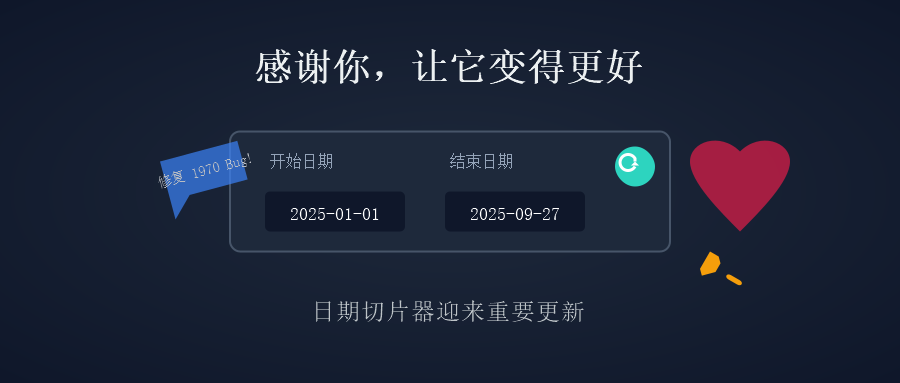 感谢你，让它变得更好
修复 1970 Bug!
开始日期
结束日期
2025-01-01
2025-09-27
日期切片器迎来重要更新